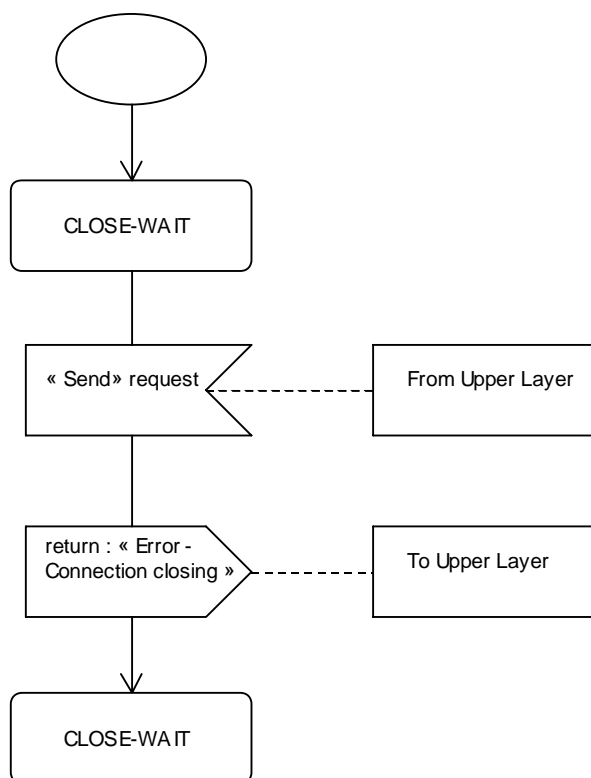 CLOSE-WAIT
« Send» request
From Upper Layer
return : « Error -
Connection closing »
To Upper Layer
CLOSE-WAIT